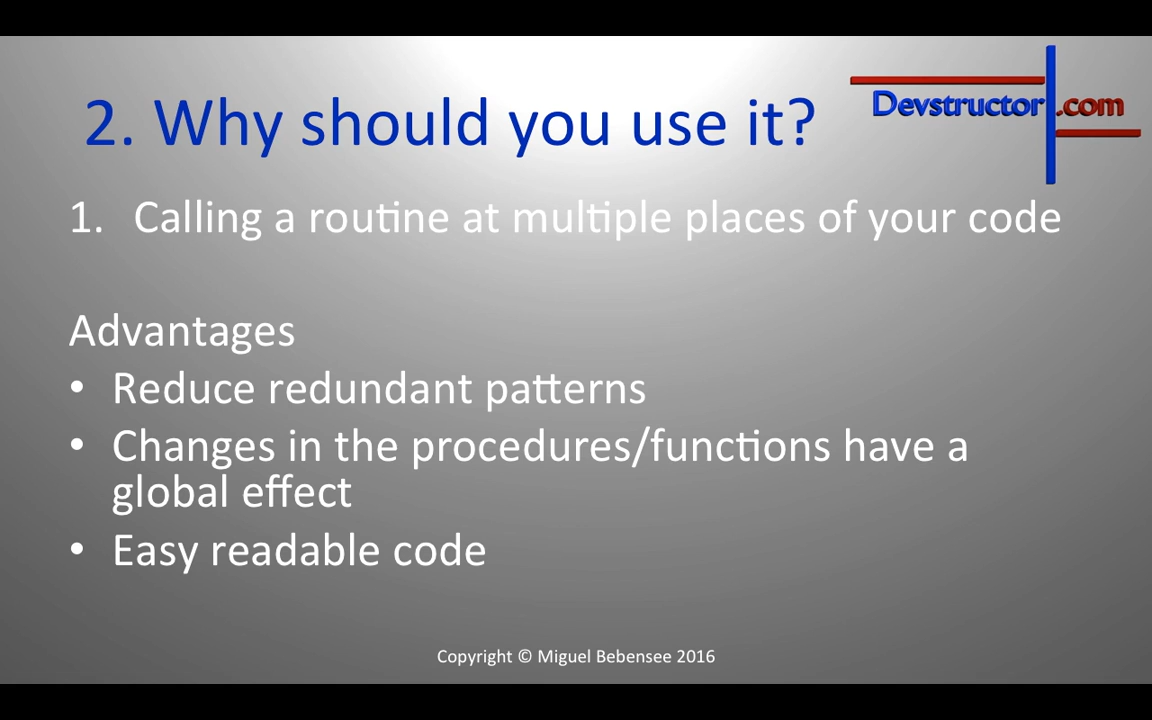 2. Why should you use it?
Devstructor.com
1. Calling a routine at multiple places of your code
Advantages
• Reduce redundant patterns
• Changes in the procedures/functions have a
global effect
• Easy readable code
Copyright © Miguel Bebensee 2016